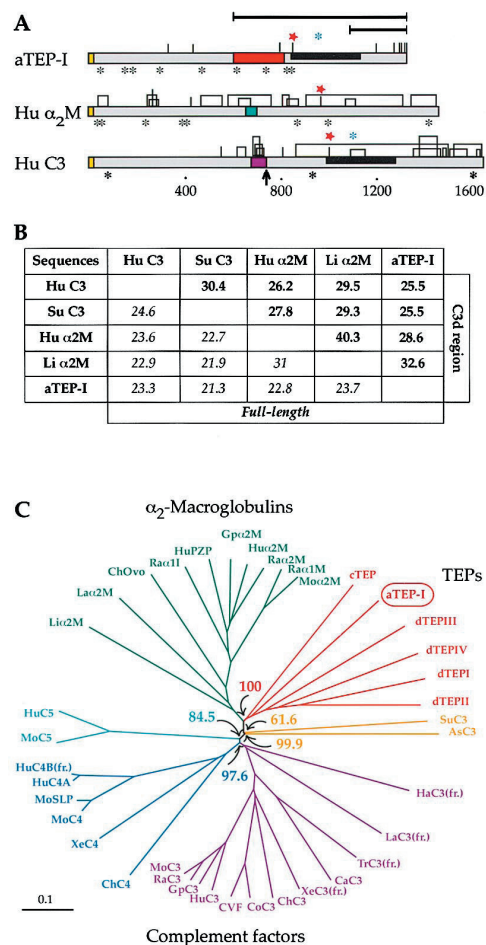 A
aTEP-I
Hu α2M
Hu C3
400 800 1200 1600
B
Sequences Hu C3 Su C3 Hu α2M Li α2M aTEP-I
Hu C3 30.4 26.2 29.5 25.5
Su C3 24.6 27.8 29.3 25.5
Hu α2M 23.6 22.7 40.3 28.6
Li α2M 22.9 21.9 31 32.6
aTEP-I 23.3 21.3 22.8 23.7
C3d region
Full-length
C
α2-Macroglobulins
TEPs
Gpα2M
HuPZP
Huα2M
Raα1I
Raα2M
Raα1M
Moα2M
ChOvo
Laα2M
Liα2M
cTEP
aTEP-I
dTEPIII
dTEPIV
dTEPI
dTEPII
SuC3
AsC3
100
84.5
61.6
99.9
97.6
HuC5
MoC5
HuC4B(fr.)
HuC4A
MoSLP
MoC4
XeC4
ChC4
HaC3(fr.)
LaC3(fr.)
TrC3(fr.)
CaC3
XeC3(fr.)
ChC3
CoC3
CVF
HuC3
GpC3
RaC3
MoC3
0.1
Complement factors